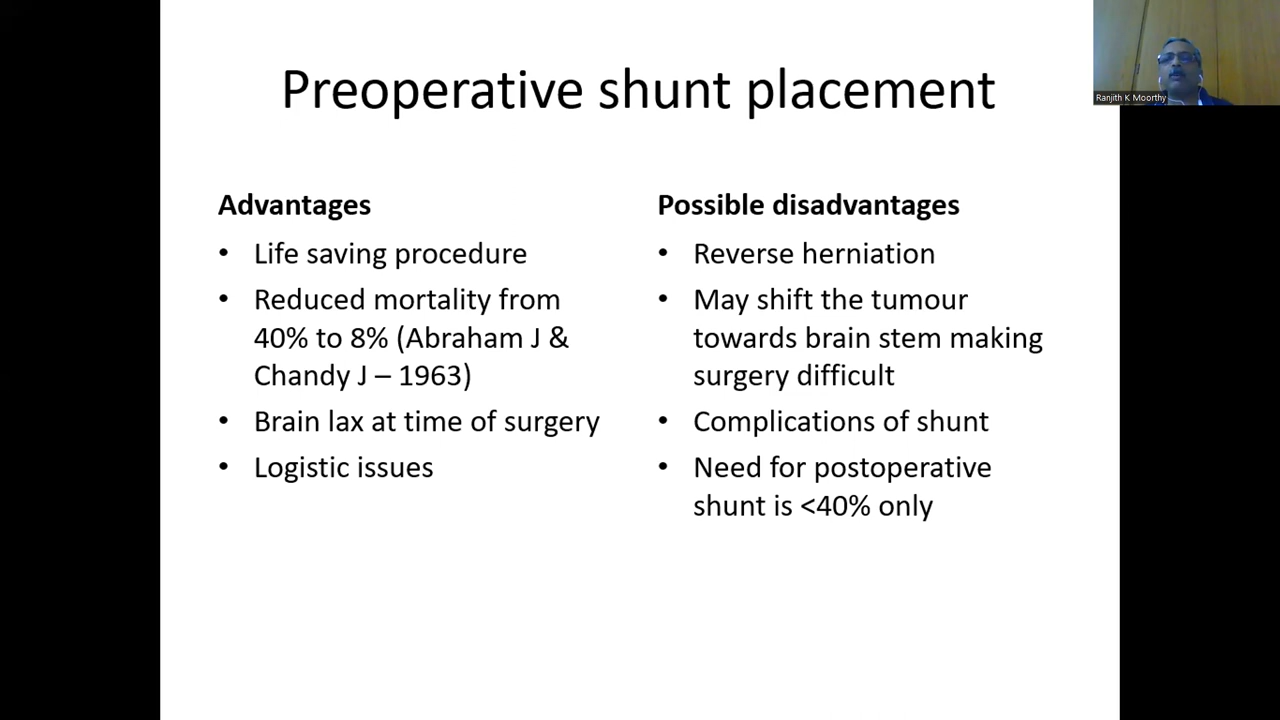 Preoperative shunt placement
Ranjith K Moorthy
Advantages
• Life saving procedure
• Reduced mortality from
40% to 8% (Abraham J &
Chandy J – 1963)
• Brain lax at time of surgery
• Logistic issues
Possible disadvantages
• Reverse herniation
• May shift the tumour
towards brain stem making
surgery difficult
• Complications of shunt
• Need for postoperative
shunt is <40% only